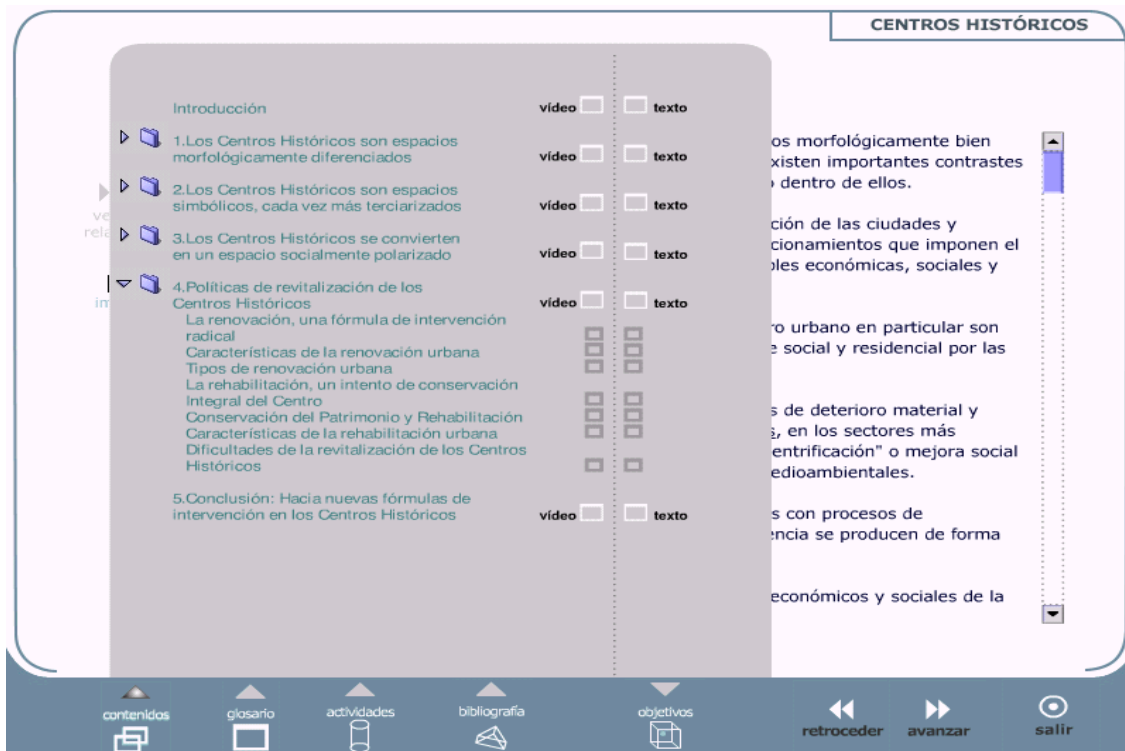 CENTROS HISTÓRICOS
Introducción
vídeo texto
1.Los Centros Históricos son espacios
morfológicamente diferenciados
vídeo texto
2.Los Centros Históricos son espacios
simbólicos, cada vez más terciarizados
vídeo texto
3.Los Centros Históricos se convierten
en un espacio socialmente polarizado
vídeo texto
4.Políticas de revitalización de los
Centros Históricos
vídeo texto
La renovación, una fórmula de intervención
radical
Características de la renovación urbana
Tipos de renovación urbana
La rehabilitación, un intento de conservación
Integral del Centro
Conservación del Patrimonio y Rehabilitación
Características de la rehabilitación urbana
Dificultades de la revitalización de los Centros
Históricos
5.Conclusión: Hacia nuevas fórmulas de
intervención en los Centros Históricos
vídeo texto
os morfológicamente bien
xisten importantes contrastes
dentro de ellos.
ción de las ciudades y
cionamientos que imponen el
les económicas, sociales y
ro urbano en particular son
e social y residencial por las
s de deterioro material y
s, en los sectores más
entrificación" o mejora social
edioambientales.
s con procesos de
encia se producen de forma
económicos y sociales de la
ve
rela
im
contenidos
glosario
actividades
bibliografía
objetivos
retroceder
avanzar
salir